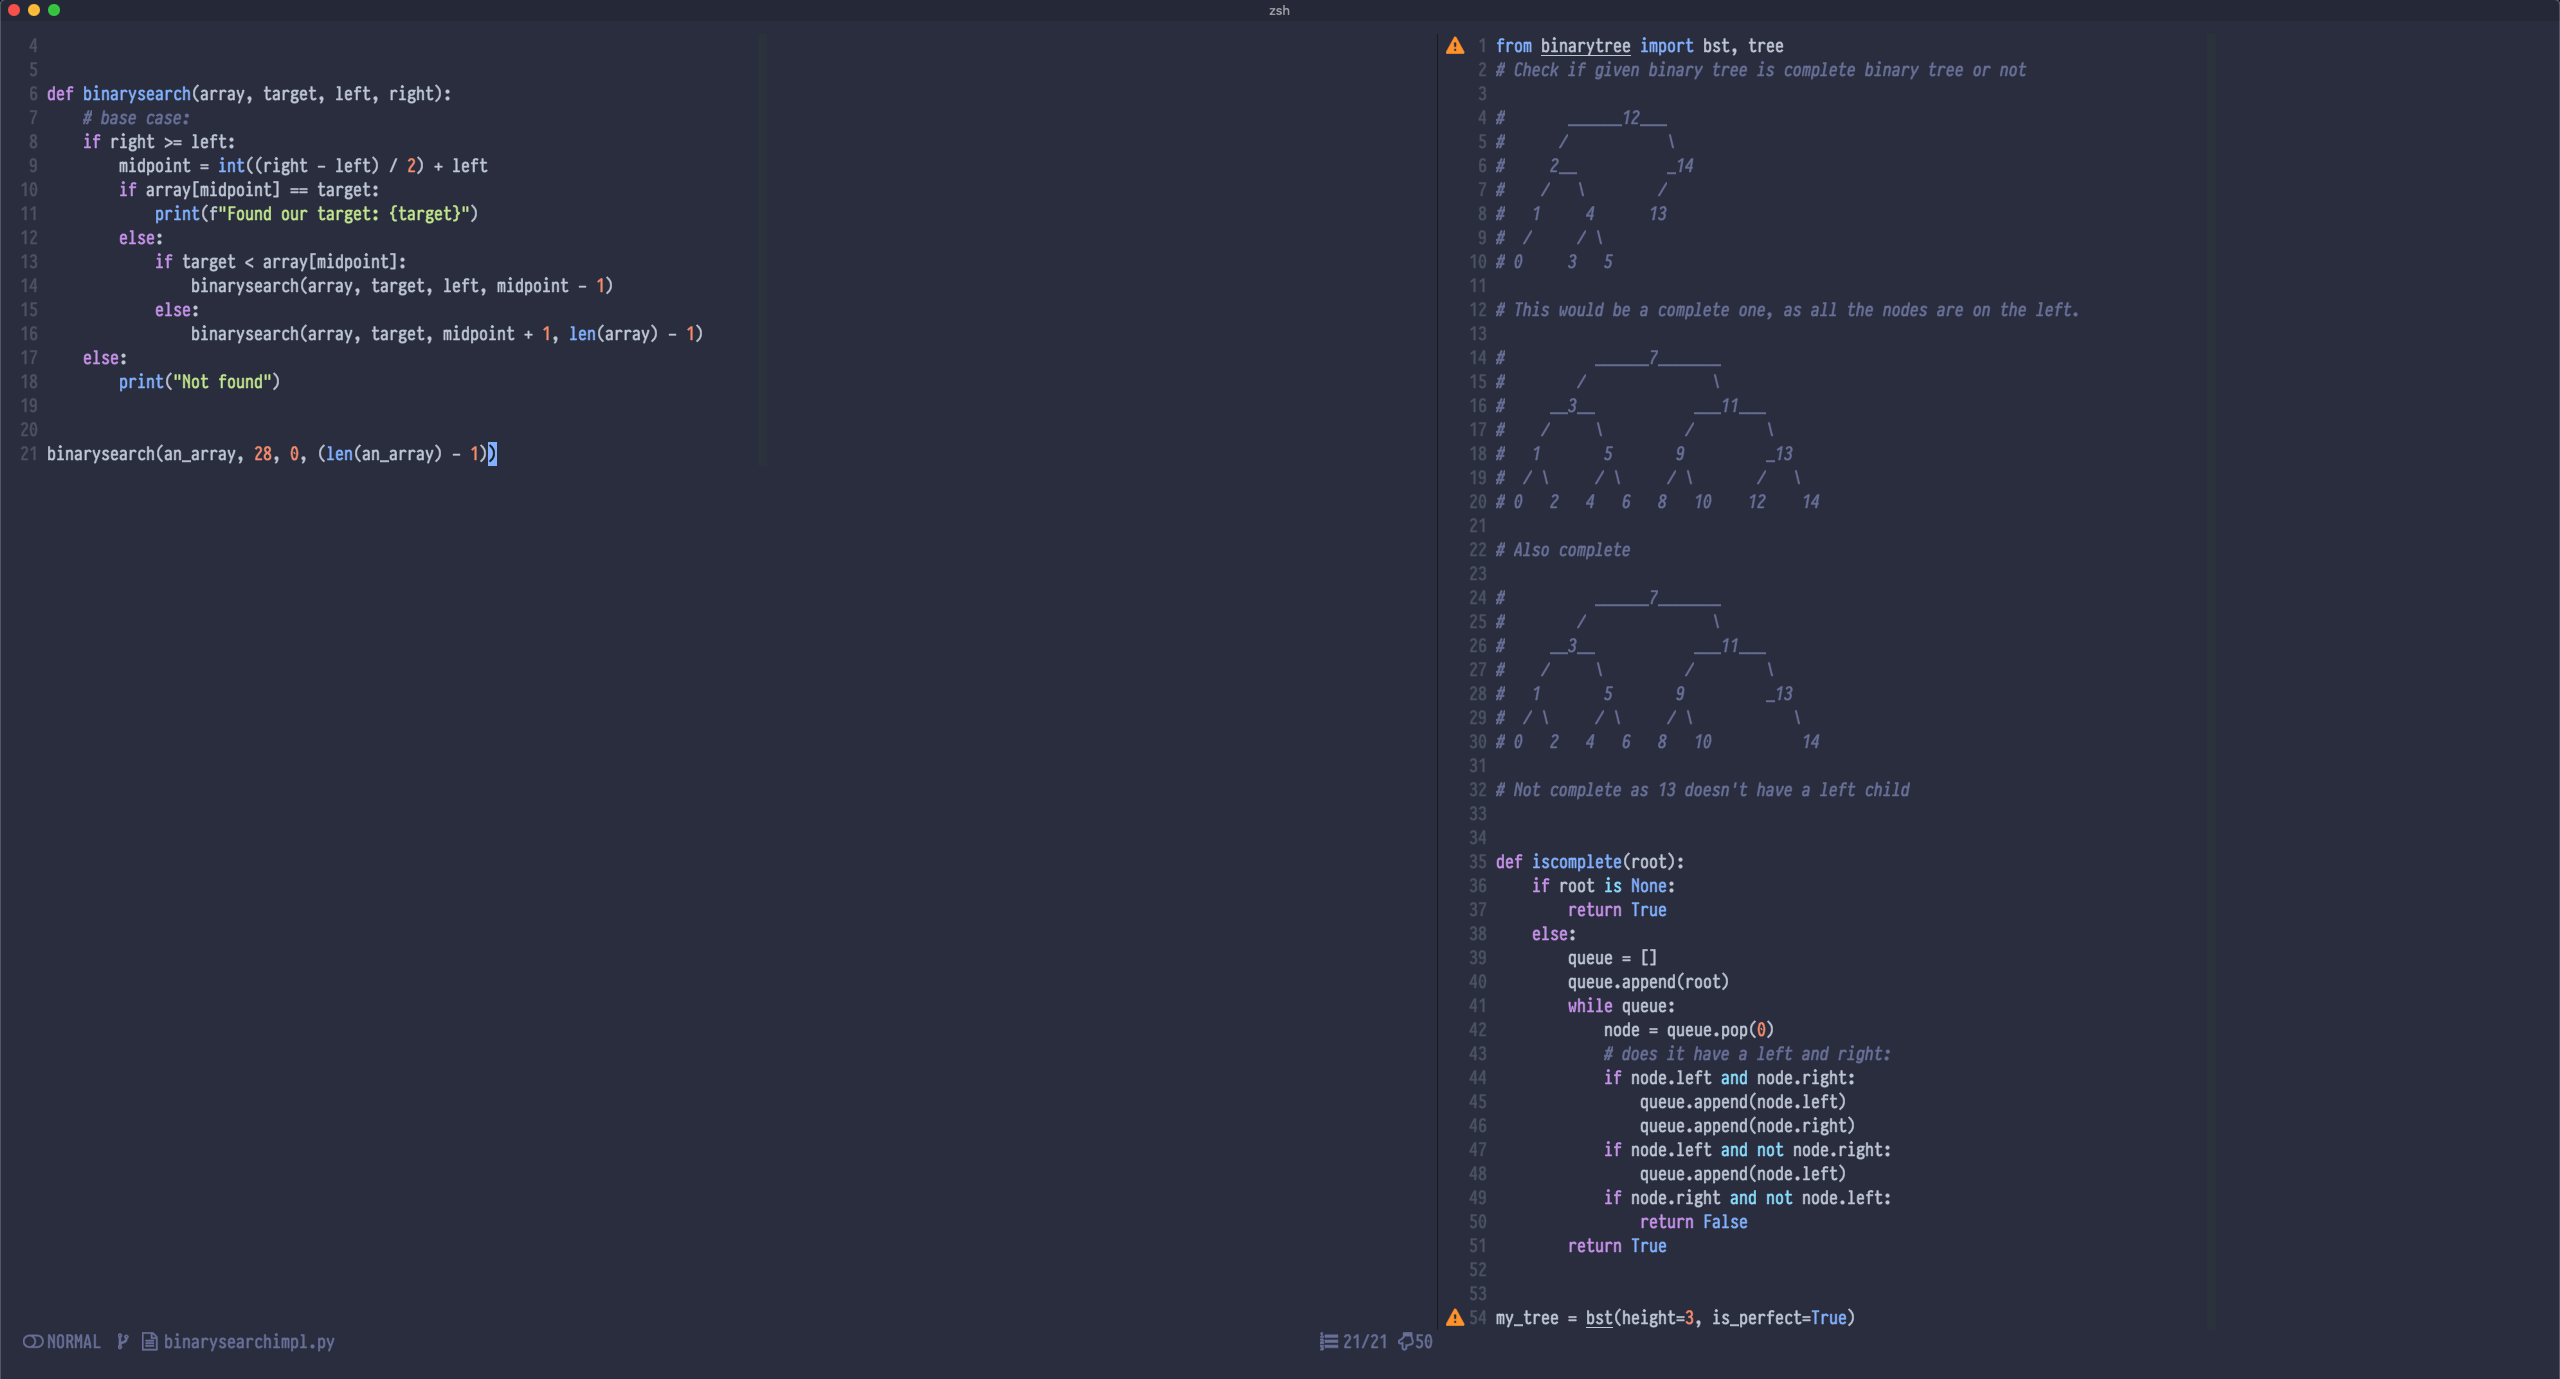 zsh
4
5
6 def binarysearch(array, target, left, right):
7     # base case:
8     if right >= left:
9         midpoint = int((right - left) / 2) + left
10         if array[midpoint] == target:
11             print(f"Found our target: {target}")
12         else:
13             if target < array[midpoint]:
14                 binarysearch(array, target, left, midpoint - 1)
15             else:
16                 binarysearch(array, target, midpoint + 1, len(array) - 1)
17     else:
18         print("Not found")
19
20
21 binarysearch(an_array, 28, 0, (len(an_array) - 1))
NORMAL binarysearchimpl.py 21/21 50
1 from binarytree import bst, tree
2 # Check if given binary tree is complete binary tree or not
3
4 #       ______12___
5 #      /           \
6 #     2__          _14
7 #    /   \        /
8 #   1     4      13
9 #  /     / \
10 # 0     3   5
11
12 # This would be a complete one, as all the nodes are on the left.
13
14 #          ______7_______
15 #        /              \
16 #     __3__           ___11___
17 #    /     \         /        \
18 #   1       5       9         _13
19 #  / \     / \     / \       /   \
20 # 0   2   4   6   8   10    12    14
21
22 # Also complete
23
24 #          ______7_______
25 #        /              \
26 #     __3__           ___11___
27 #    /     \         /        \
28 #   1       5       9         _13
29 #  / \     / \     / \           \
30 # 0   2   4   6   8   10          14
31
32 # Not complete as 13 doesn't have a left child
33
34
35 def iscomplete(root):
36     if root is None:
37         return True
38     else:
39         queue = []
40         queue.append(root)
41         while queue:
42             node = queue.pop(0)
43             # does it have a left and right:
44             if node.left and node.right:
45                 queue.append(node.left)
46                 queue.append(node.right)
47             if node.left and not node.right:
48                 queue.append(node.left)
49             if node.right and not node.left:
50                 return False
51         return True
52
53
54 my_tree = bst(height=3, is_perfect=True)